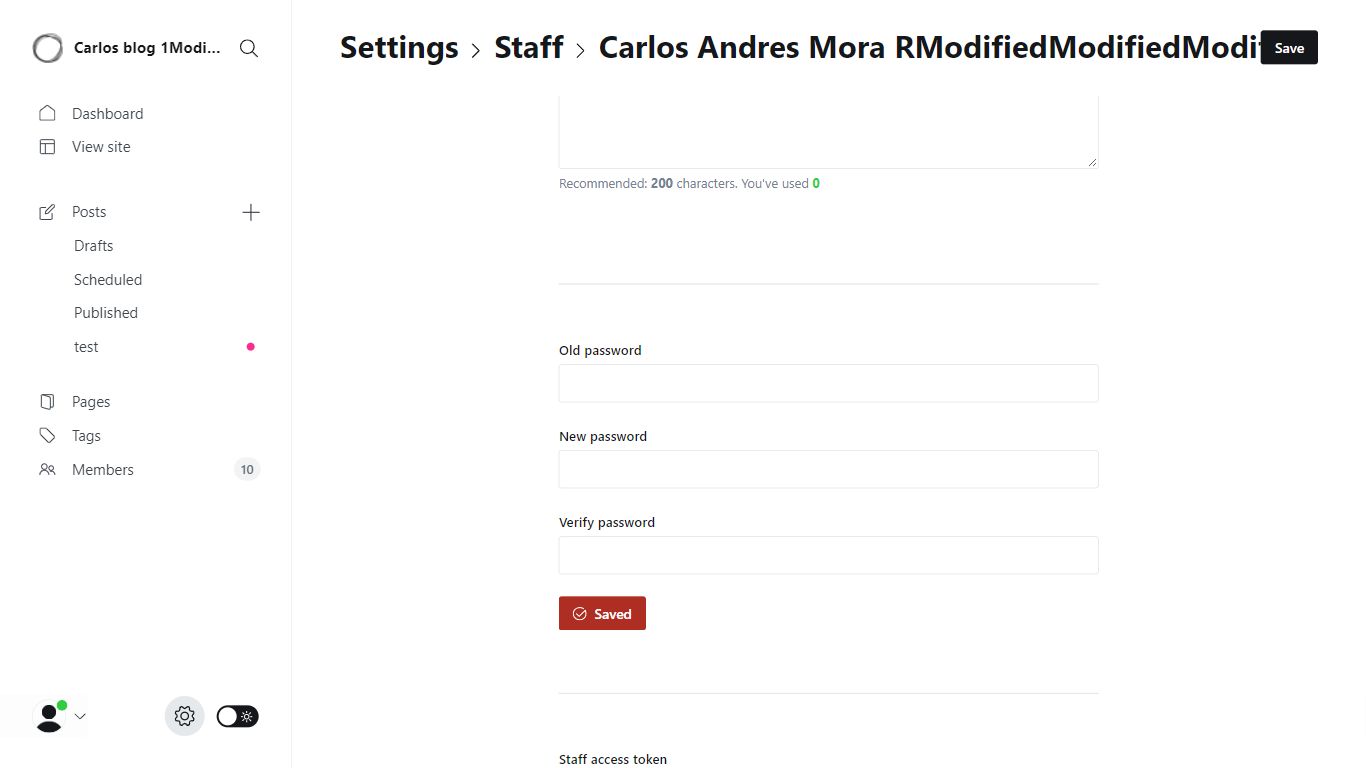 Carlos blog 1Modi...
Dashboard
View site
Posts
Drafts
Scheduled
Published
test
Pages
Tags
Members 10
Settings > Staff > Carlos Andres Mora RModifiedModifiedModi
Save
Recommended: 200 characters. You've used 0
Old password
New password
Verify password
Saved
Staff access token